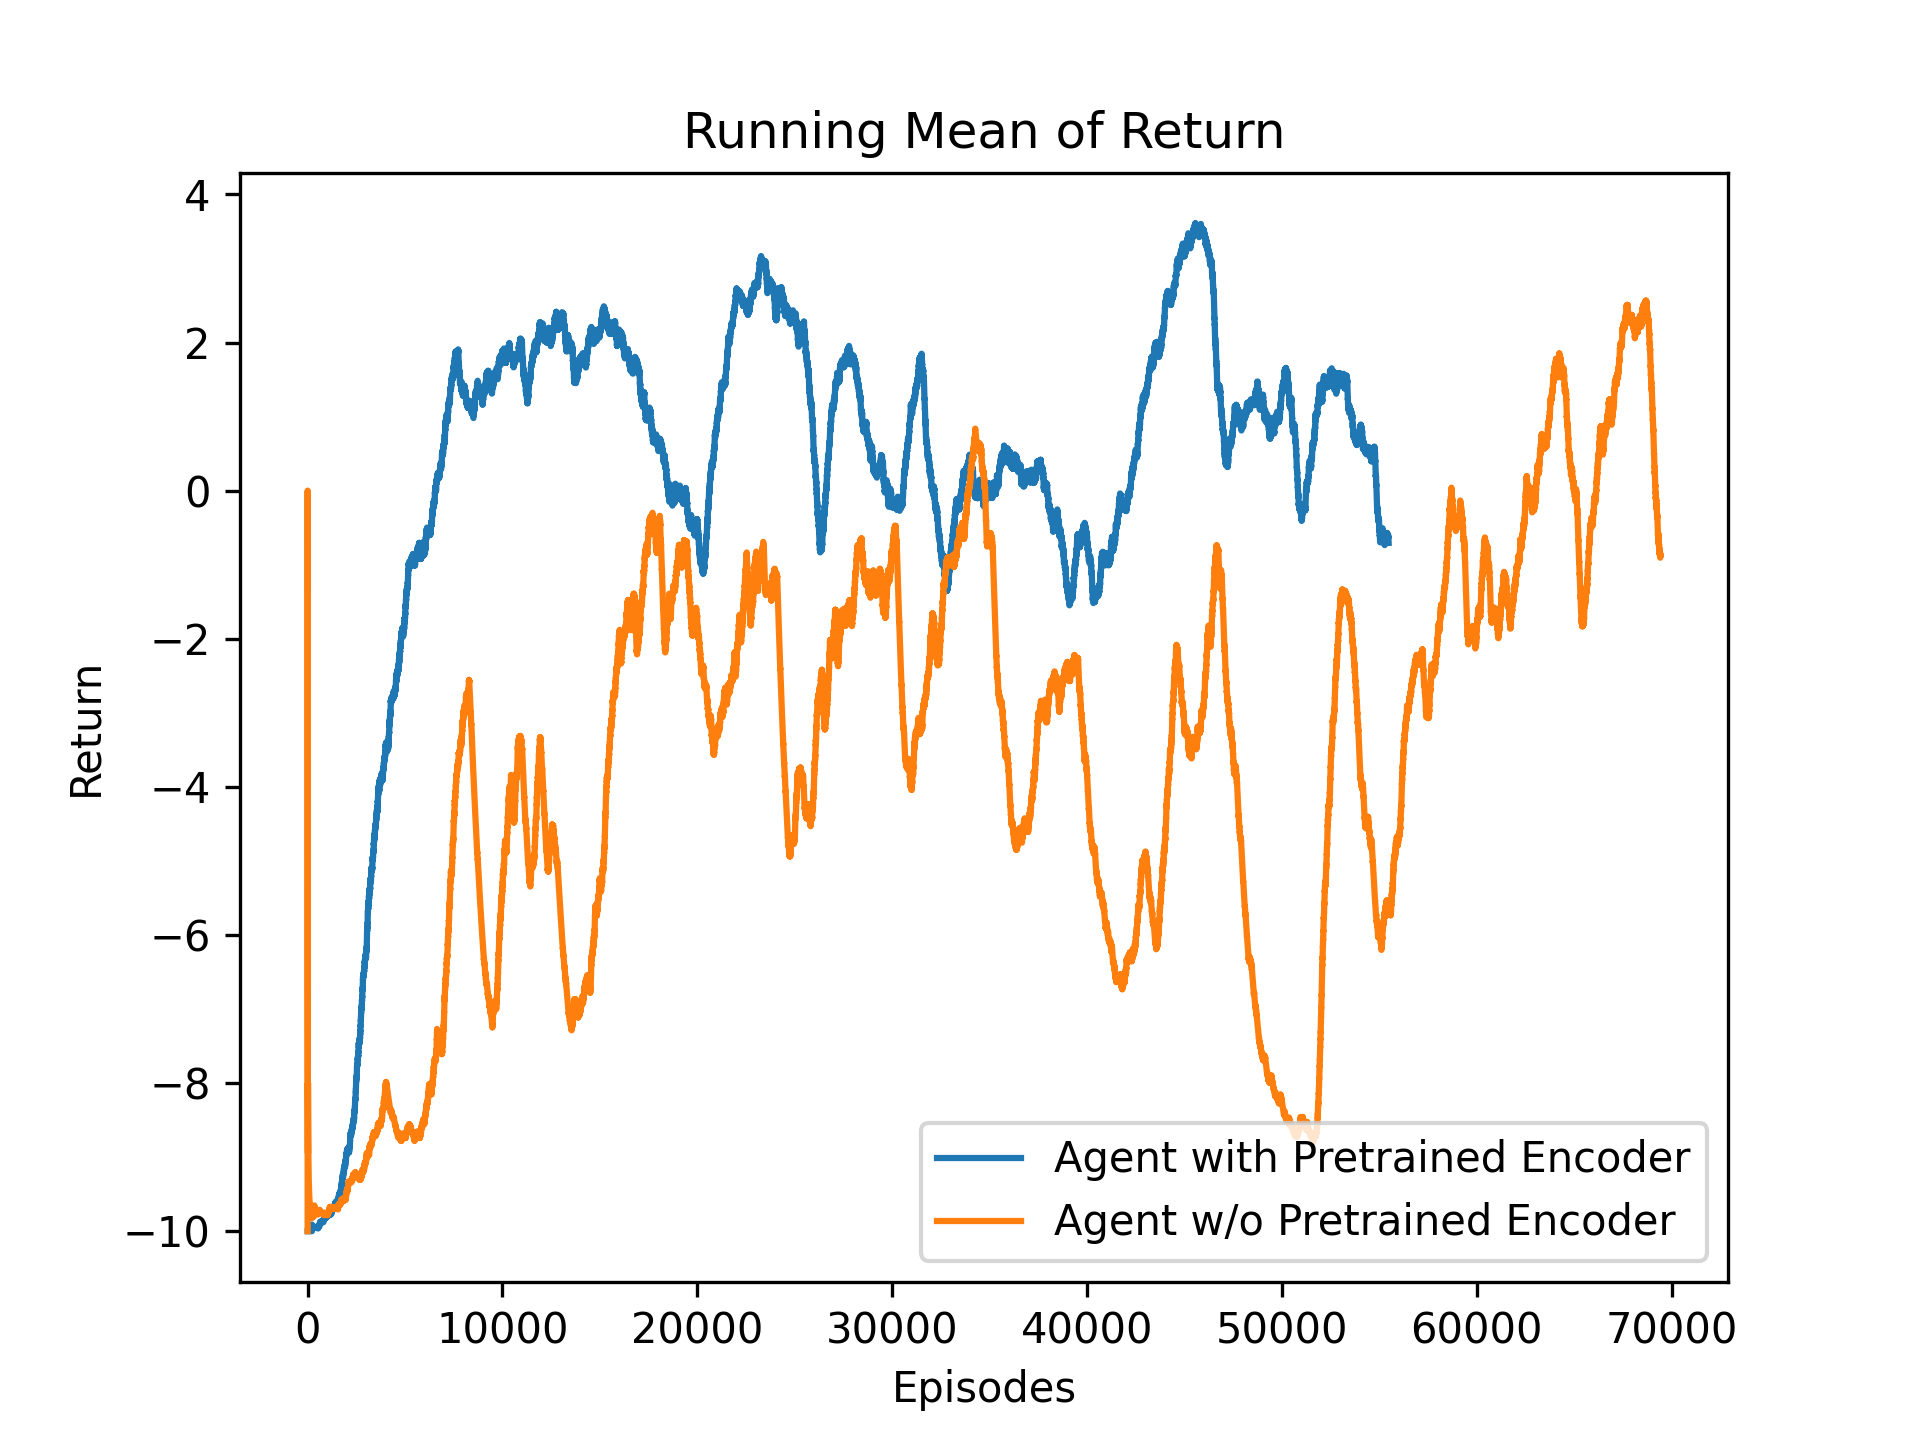 Running Mean of Return
4
2
0
−2
−4
−6
−8
−10
Return
Agent with Pretrained Encoder
Agent w/o Pretrained Encoder
0 10000 20000 30000 40000 50000 60000 70000
Episodes